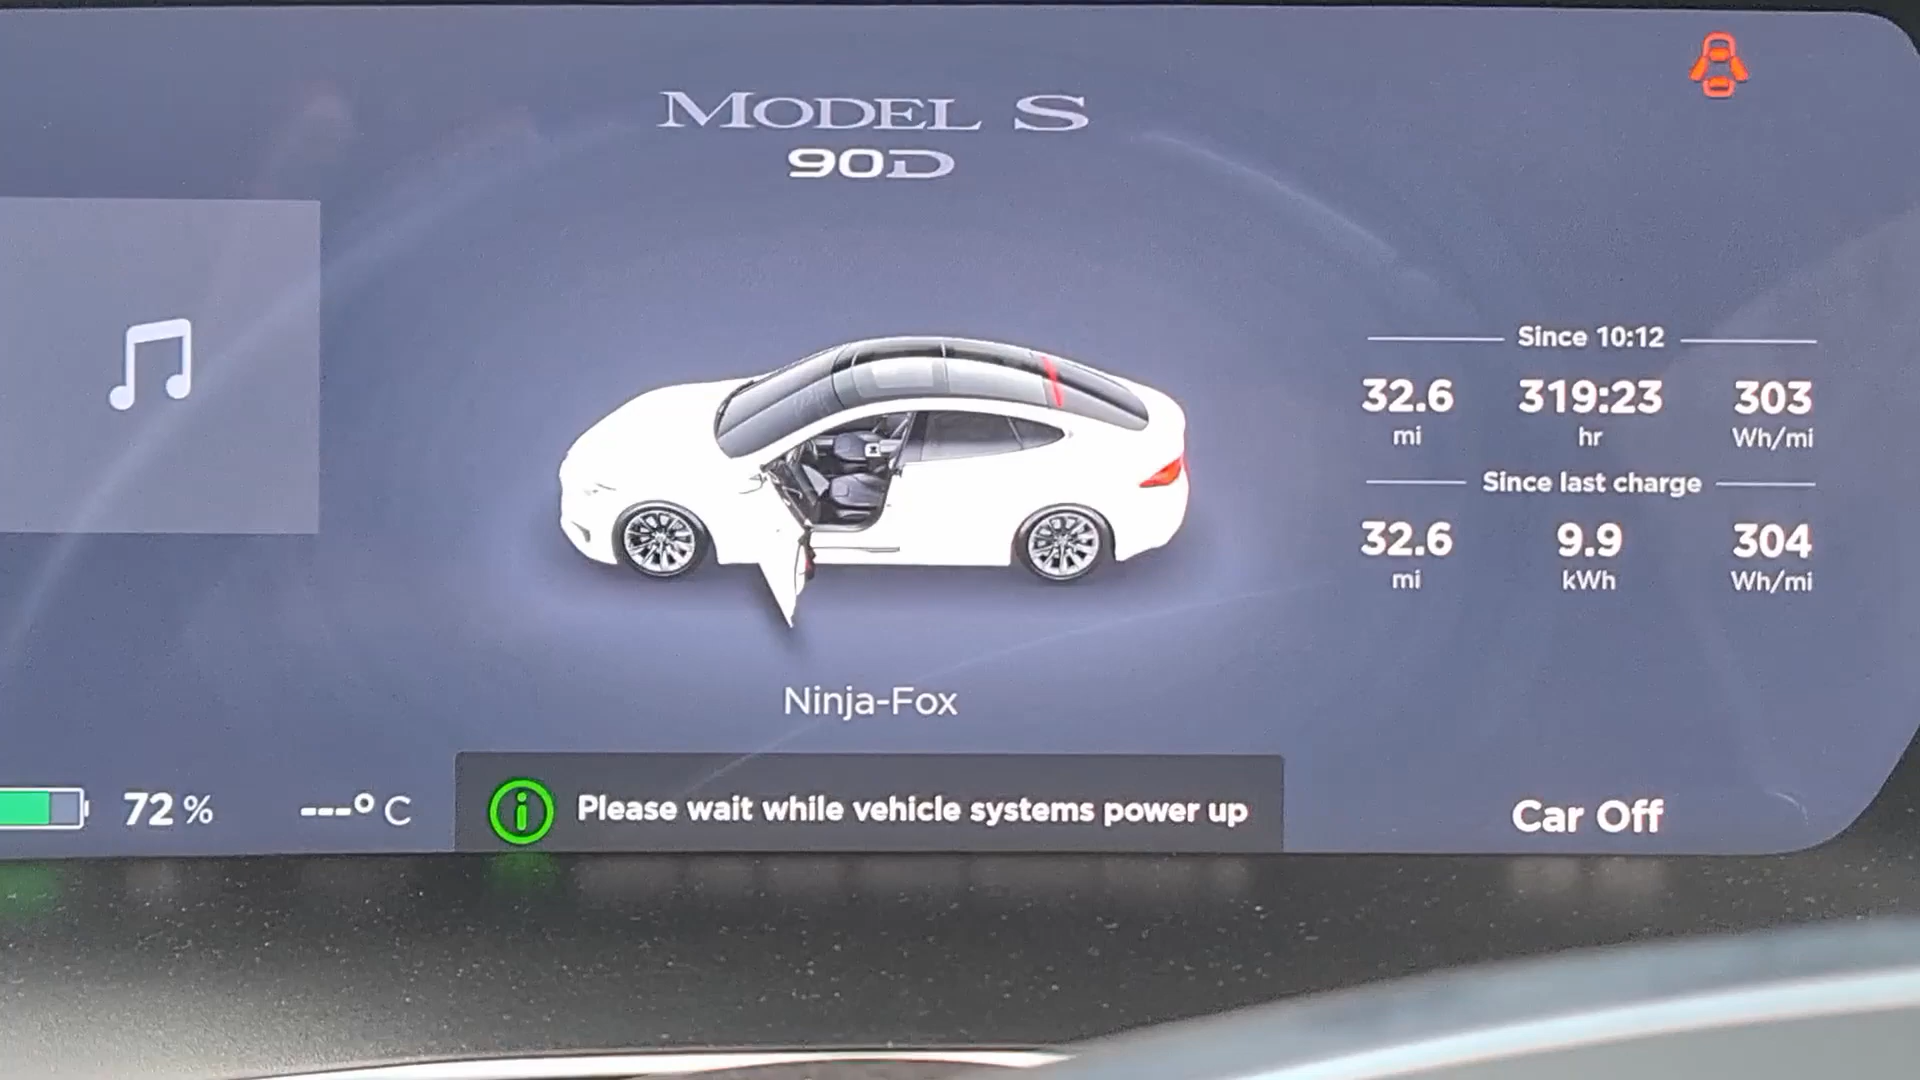 MODEL S
90D
Since 10:12
32.6 319:23 303
mi hr Wh/mi
Since last charge
32.6 9.9 304
mi kWh Wh/mi
Ninja-Fox
72 % ---° C Please wait while vehicle systems power up Car Off